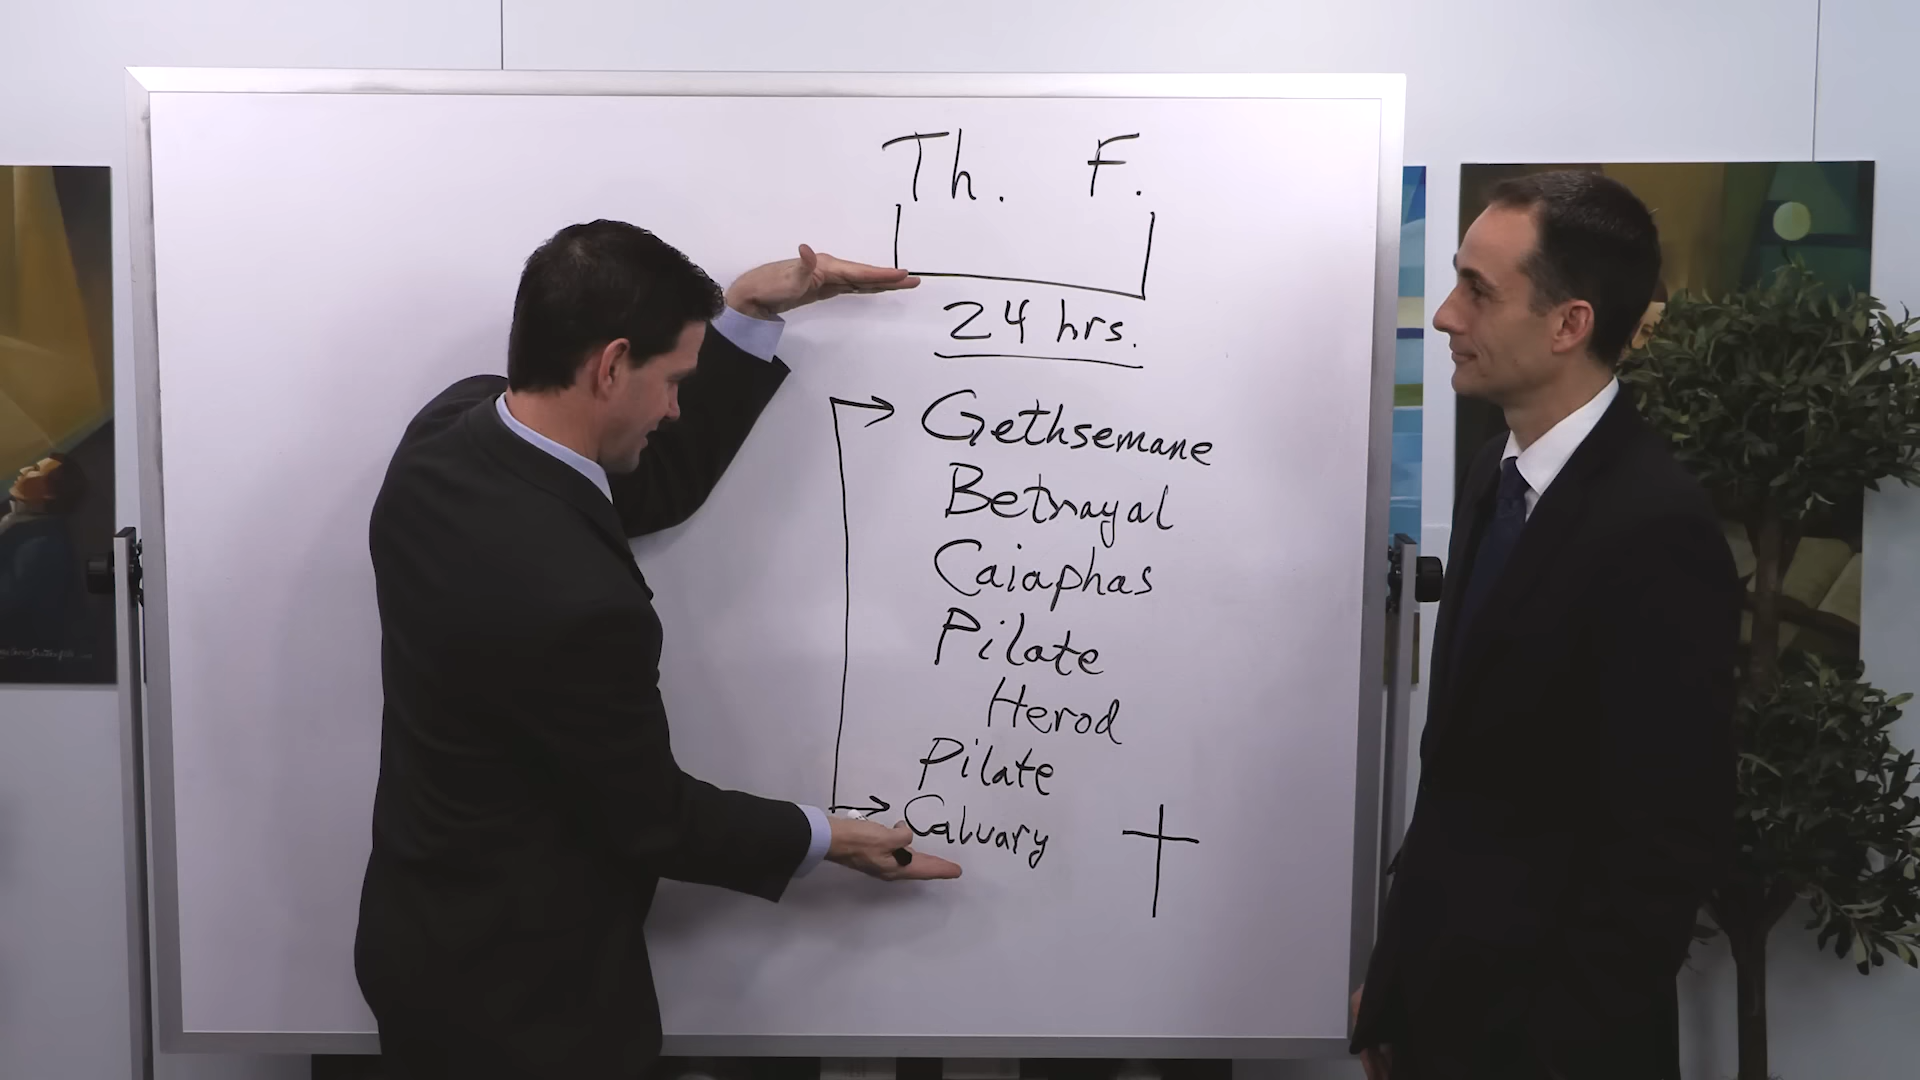 Th. F.
24 hrs.
Gethsemane
Betrayal
Caiaphas
Pilate
Herod
Pilate
Calvary